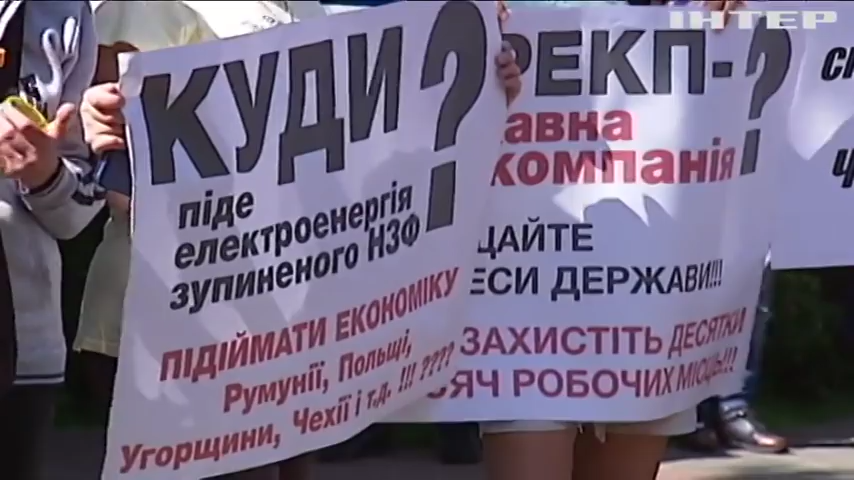 ІНТЕР
КУДИ ?
піде
електроенергія
зупиненого НЗФ
ПІДІЙМАТИ ЕКОНОМІКУ
Румунії, Польщі,
Угорщини, Чехії і т.д. !!! ????
РЕКП- ?
авна
компанія
ЩАЙТЕ
ЕСИ ДЕРЖАВИ!!!
ЗАХИСТІТЬ ДЕСЯТКИ
СЯЧ РОБОЧИХ МІСЦЬ!!!